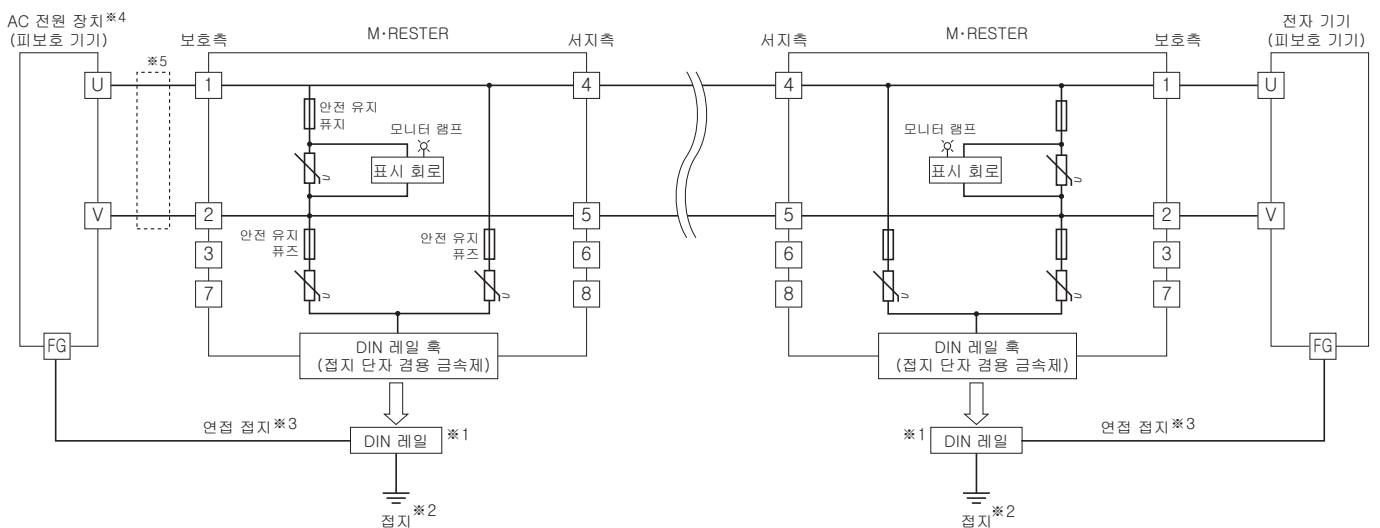 AC 전원 장치※4
(피보호 기기)
보호측
M·RESTER
서지측
서지측
M·RESTER
보호측
전자 기기
(피보호 기기)
※5
U
1
4
4
1
U
안전 유지
퓨지
모니터 램프
표시 회로
모니터 램프
표시 회로
V
2
5
5
2
V
안전 유지
퓨즈
안전 유지
퓨즈
3
6
6
3
7
8
8
7
FG
DIN 레일 훅
(접지 단자 겸용 금속제)
DIN 레일 훅
(접지 단자 겸용 금속제)
FG
연접 접지※3
DIN 레일
※1
※1
DIN 레일
연접 접지※3
접지※2
접지※2